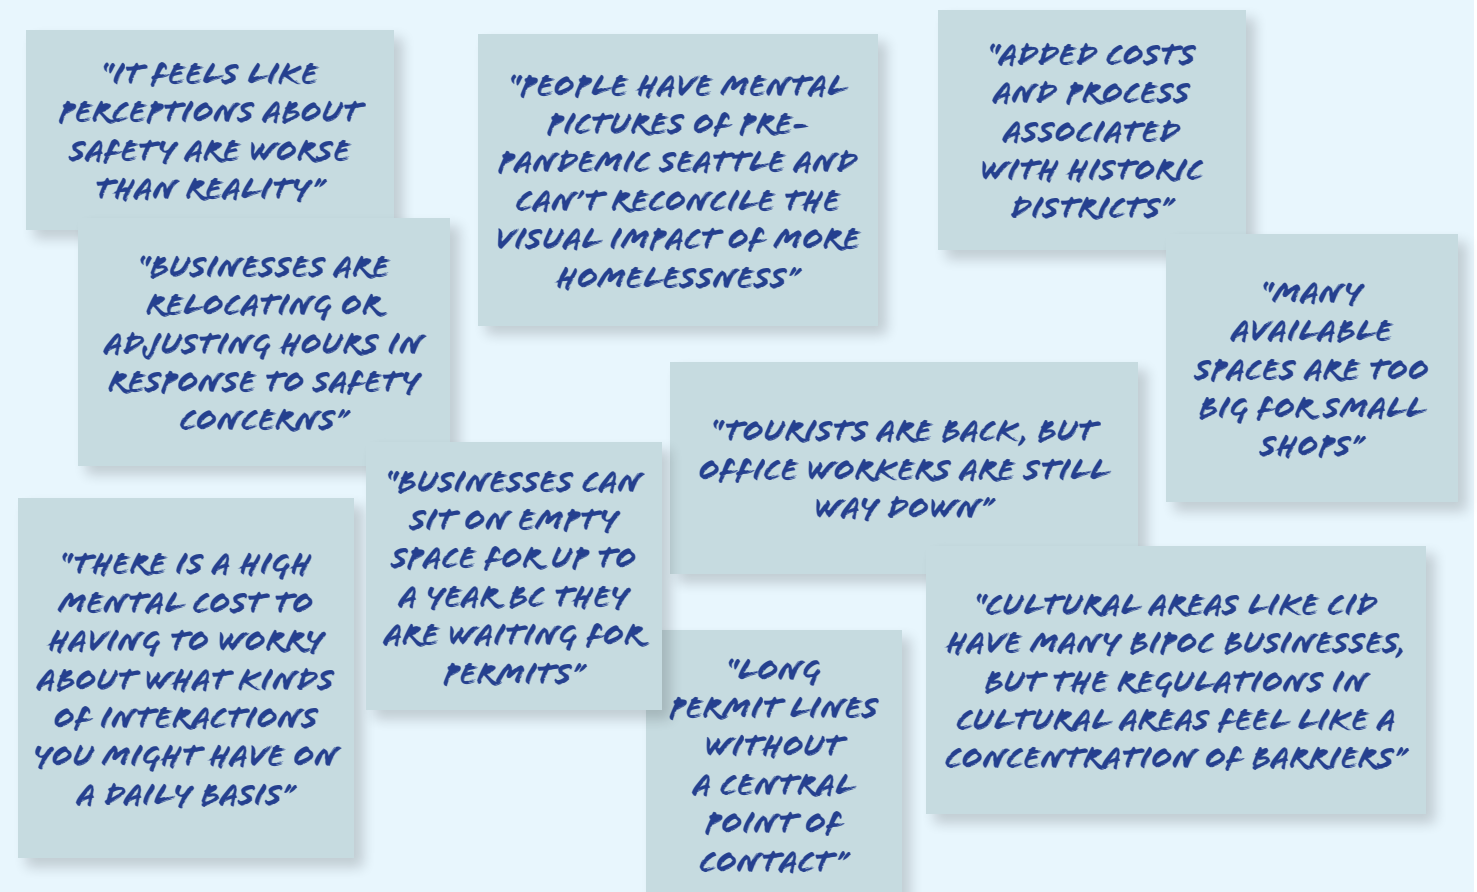 "IT FEELS LIKE
PERCEPTIONS ABOUT
SAFETY ARE WORSE
THAN REALITY"
"BUSINESSES ARE
RELOCATING OR
ADJUSTING HOURS IN
RESPONSE TO SAFETY
CONCERNS"
"THERE IS A HIGH
MENTAL COST TO
HAVING TO WORRY
ABOUT WHAT KINDS
OF INTERACTIONS
YOU MIGHT HAVE ON
A DAILY BASIS"
"PEOPLE HAVE MENTAL
PICTURES OF PRE-
PANDEMIC SEATTLE AND
CAN'T RECONCILE THE
VISUAL IMPACT OF MORE
HOMELESSNESS"
"BUSINESSES CAN
SIT ON EMPTY
SPACE FOR UP TO
A YEAR BC THEY
ARE WAITING FOR
PERMITS"
"TOURISTS ARE BACK, BUT
OFFICE WORKERS ARE STILL
WAY DOWN"
"LONG
PERMIT LINES
WITHOUT
A CENTRAL
POINT OF
CONTACT"
"ADDED COSTS
AND PROCESS
ASSOCIATED
WITH HISTORIC
DISTRICTS"
"MANY
AVAILABLE
SPACES ARE TOO
BIG FOR SMALL
SHOPS"
"CULTURAL AREAS LIKE CID
HAVE MANY BIPOC BUSINESSES,
BUT THE REGULATIONS IN
CULTURAL AREAS FEEL LIKE A
CONCENTRATION OF BARRIERS"